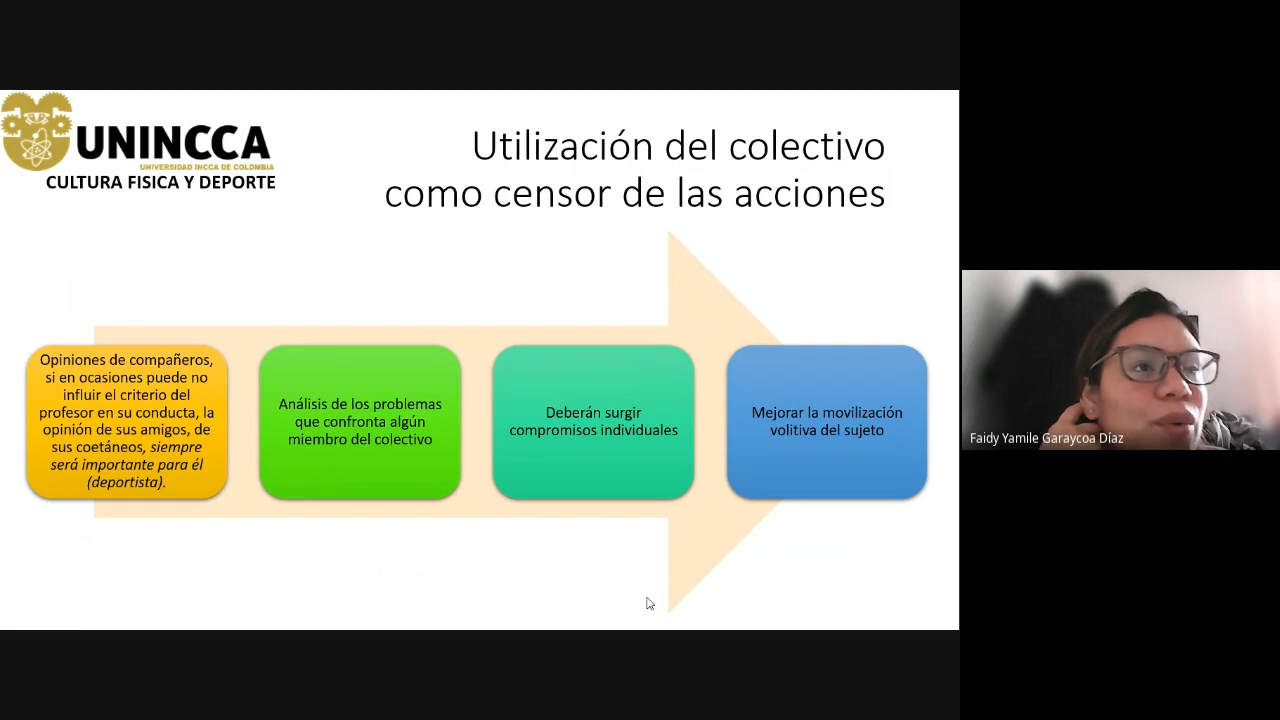 UNINCCA
UNIVERSIDAD INCCA DE COLOMBIA
CULTURA FISICA Y DEPORTE
Utilización del colectivo
como censor de las acciones
Opiniones de compañeros,
si en ocasiones puede no
influir el criterio del
profesor en su conducta, la
opinión de sus amigos, de
sus coetáneos, siempre
será importante para él
(deportista).
Análisis de los problemas
que confronta algún
miembro del colectivo
Deberán surgir
compromisos individuales
Mejorar la movilización
volitiva del sujeto
Faidy Yamile Garaycoa Díaz